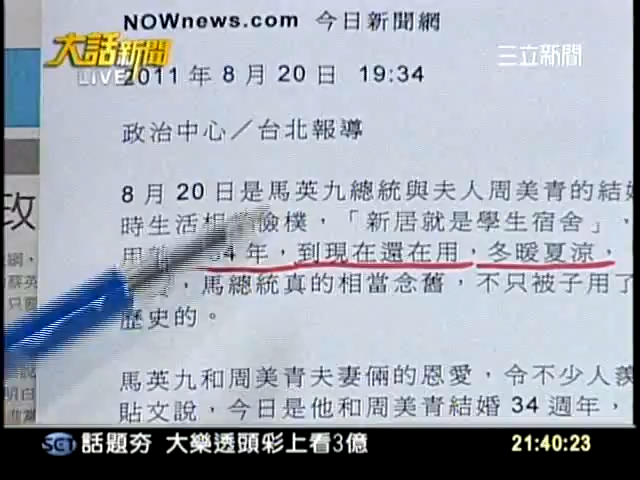 NOWnews.com 今日新聞網
大話新聞
LIVE
三立新聞
2011 年 8 月 20 日 19:34
政治中心／台北報導
8 月 20 日是馬英九總統與夫人周美青的結
時生活 儉樸，「新居就是學生宿舍」，
34 年，到現在還在用，冬暖夏涼，
，馬總統真的相當念舊，不只被子用了
歷史的。
馬英九和周美青夫妻倆的恩愛，令不少人羨
貼文說，今日是他和周美青結婚 34 週年，
SET 話題夯 大樂透頭彩上看3億
21:40:23